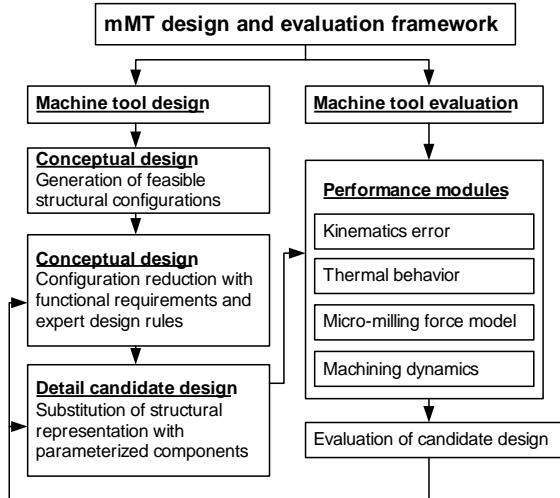 mMT design and evaluation framework
Machine tool design
Conceptual design
Generation of feasible
structural configurations
Conceptual design
Configuration reduction with
functional requirements and
expert design rules
Detail candidate design
Substitution of structural
representation with
parameterized components
Machine tool evaluation
Performance modules
Kinematics error
Thermal behavior
Micro-milling force model
Machining dynamics
Evaluation of candidate design